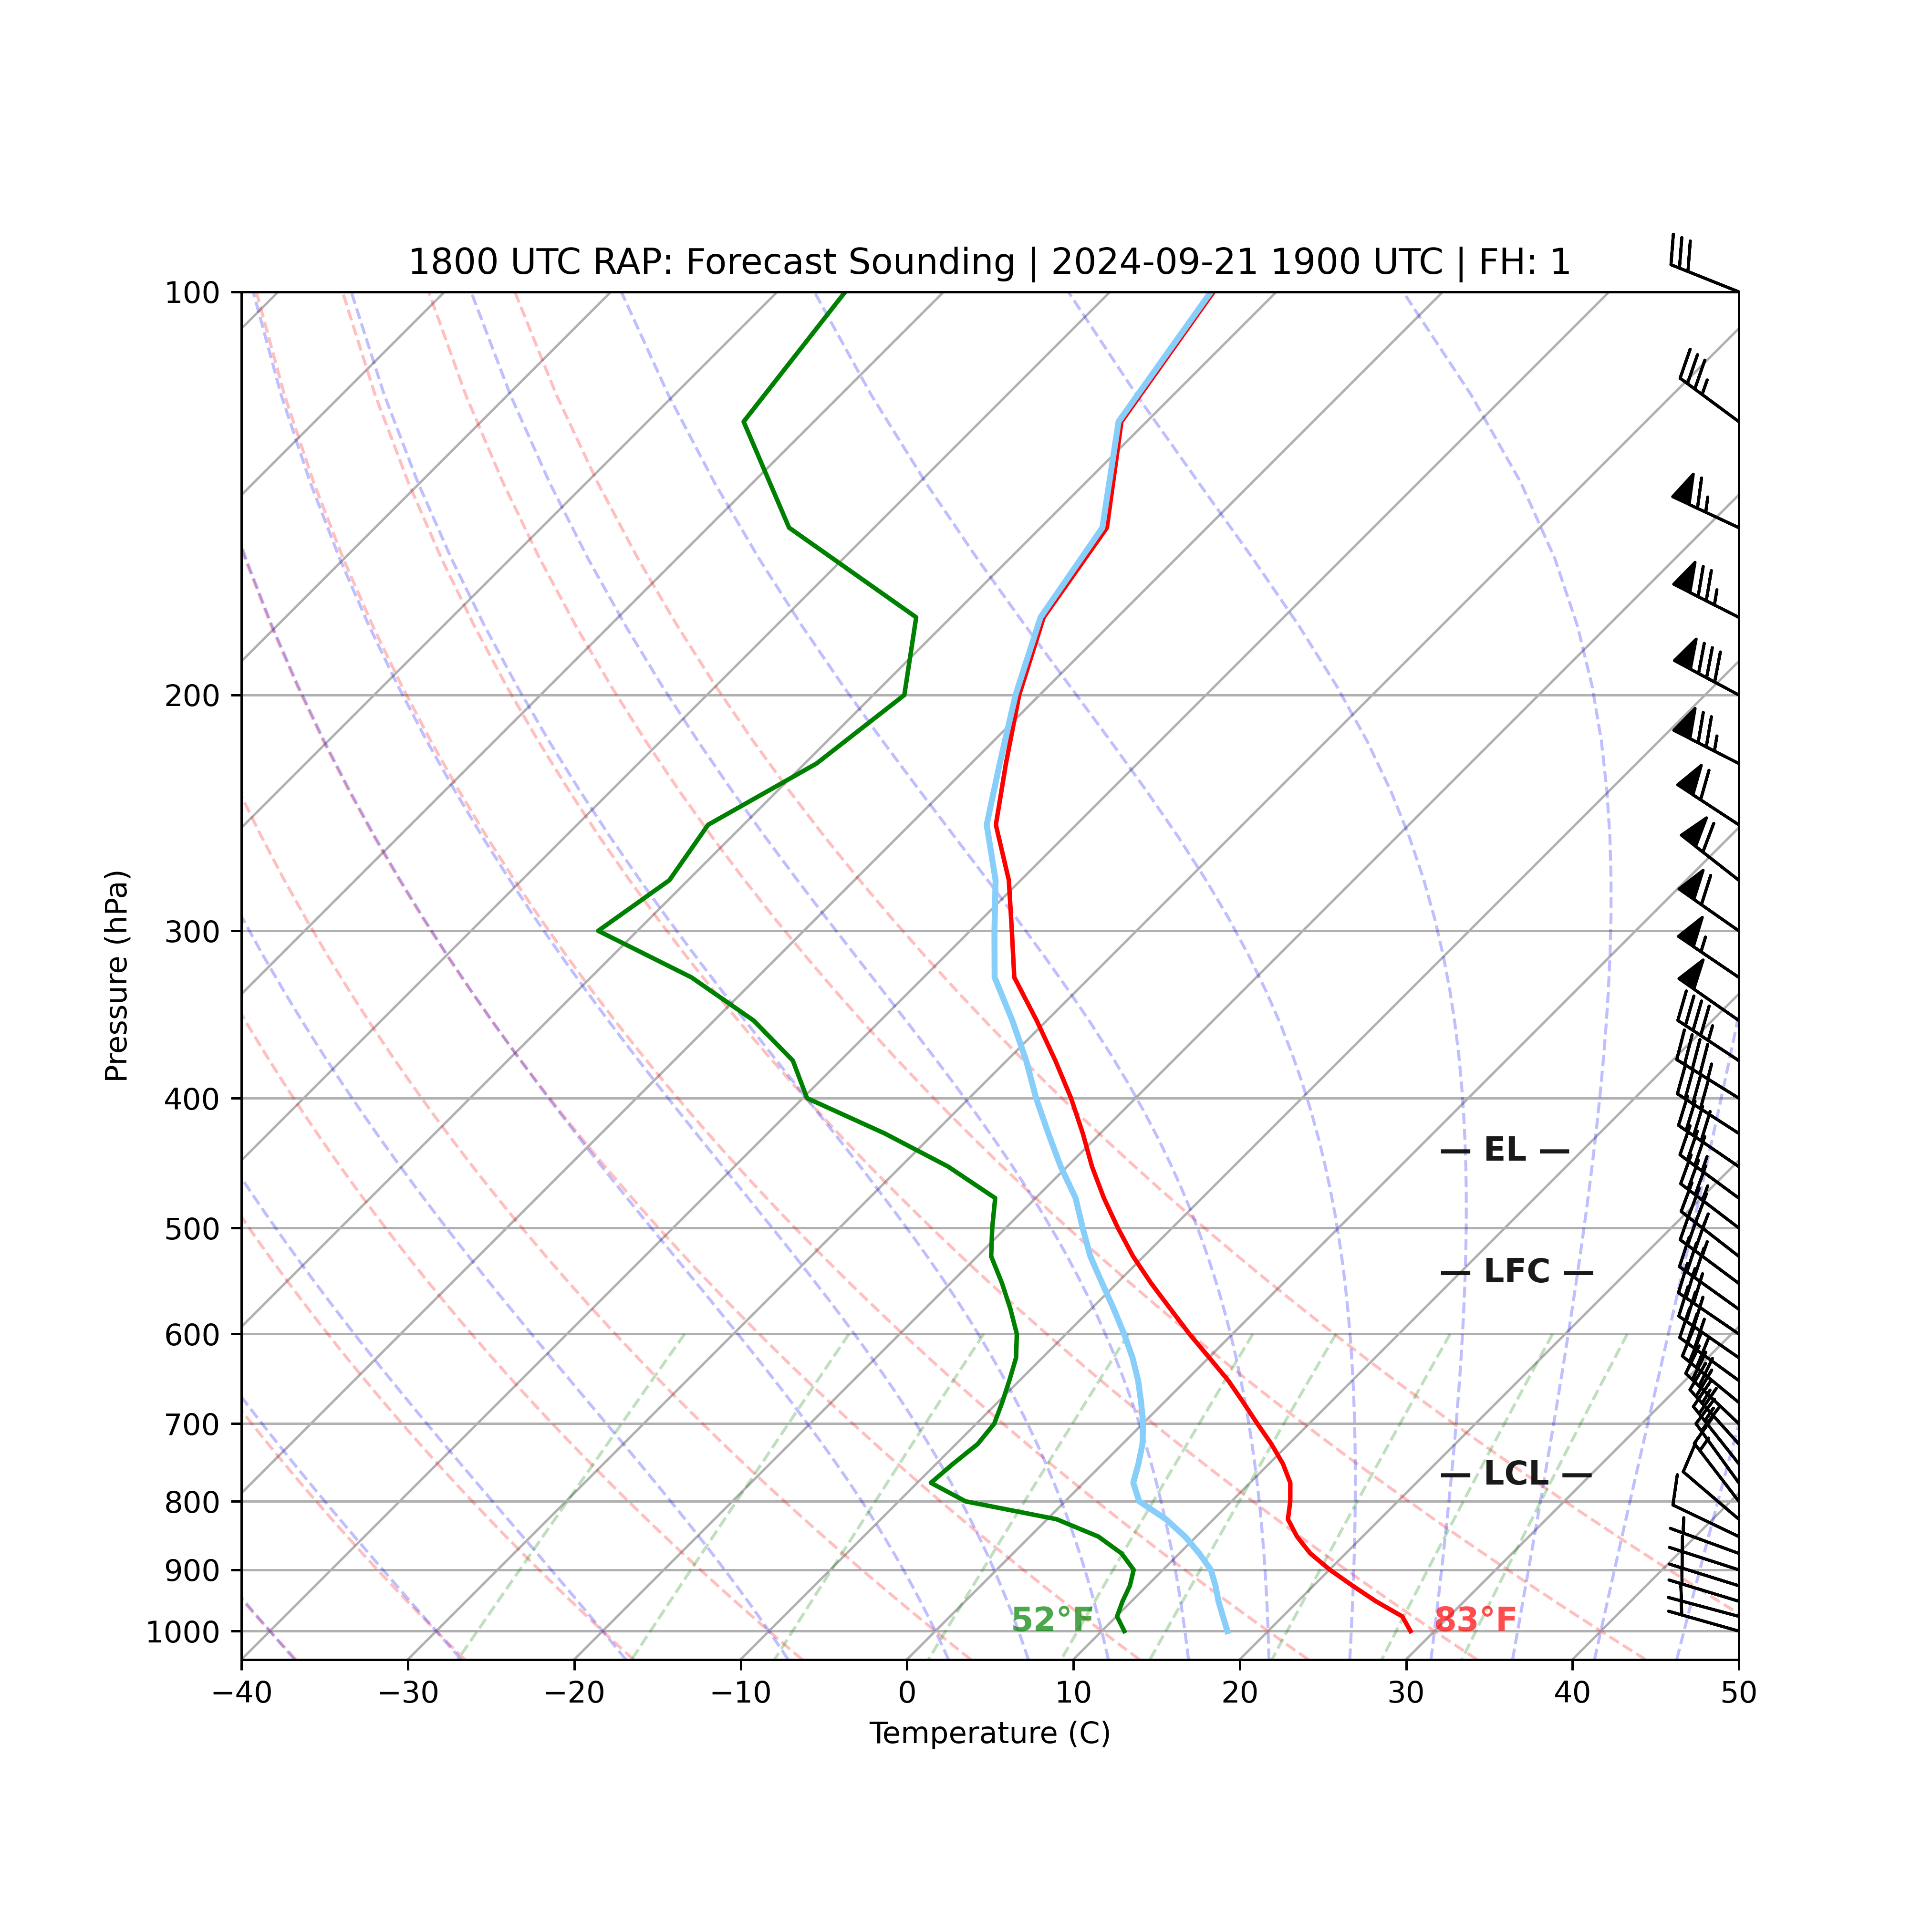 1800 UTC RAP: Forecast Sounding | 2024-09-21 1900 UTC | FH: 1
100
200
300
400
500
600
700
800
900
1000
Pressure (hPa)
— EL —
— LFC —
— LCL —
52°F
83°F
−40 −30 −20 −10 0 10 20 30 40 50
Temperature (C)